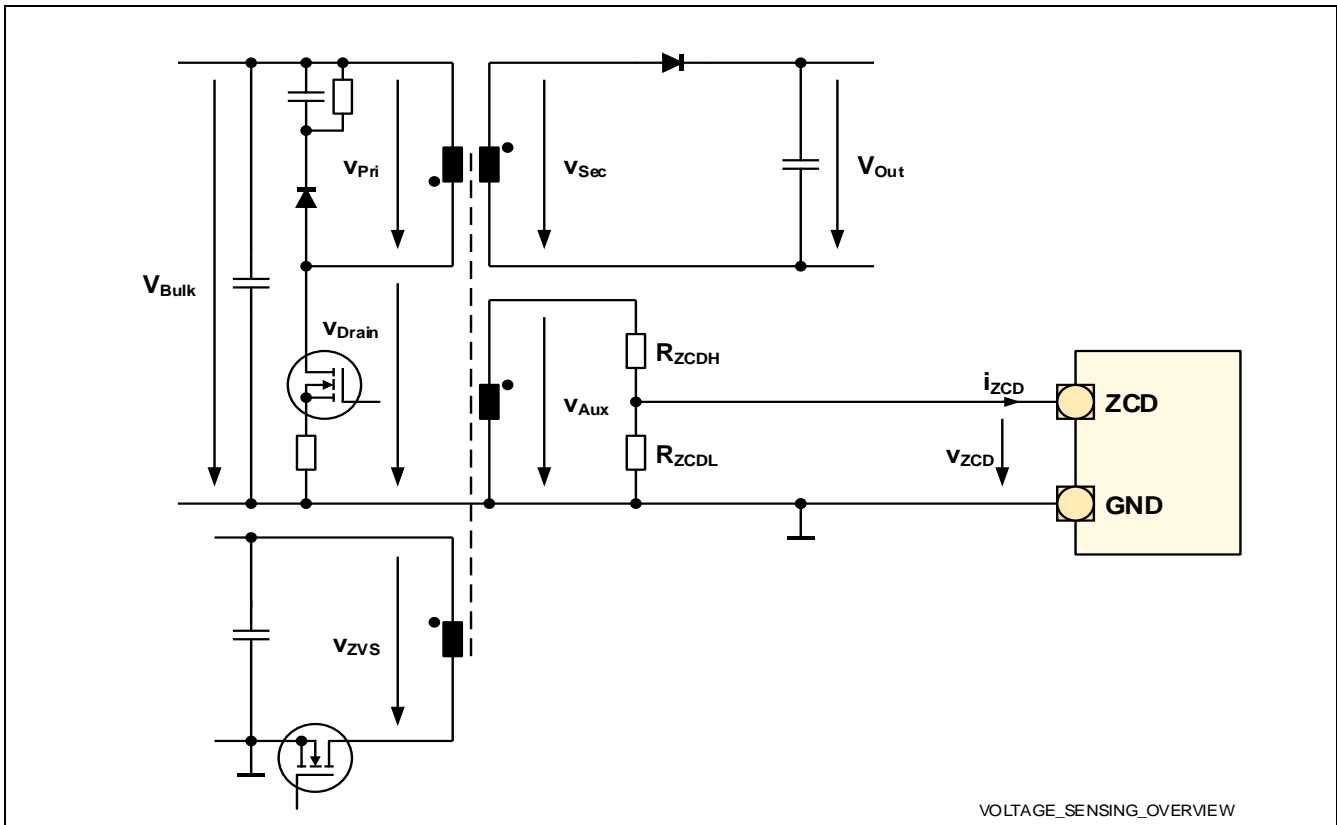 vPri
vSec
VOut
VBulk
vDrain
RZCDH
iZCD
ZCD
vAux
RZCDL
vZCD
GND
vZVS
VOLTAGE_SENSING_OVERVIEW